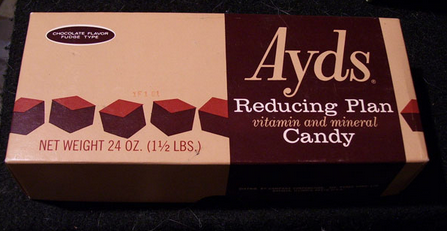 CHOCOLATE FLAVOR
FUDGE TYPE
Ayds®
Reducing Plan
vitamin and mineral
Candy
NET WEIGHT 24 OZ. (1½ LBS.)